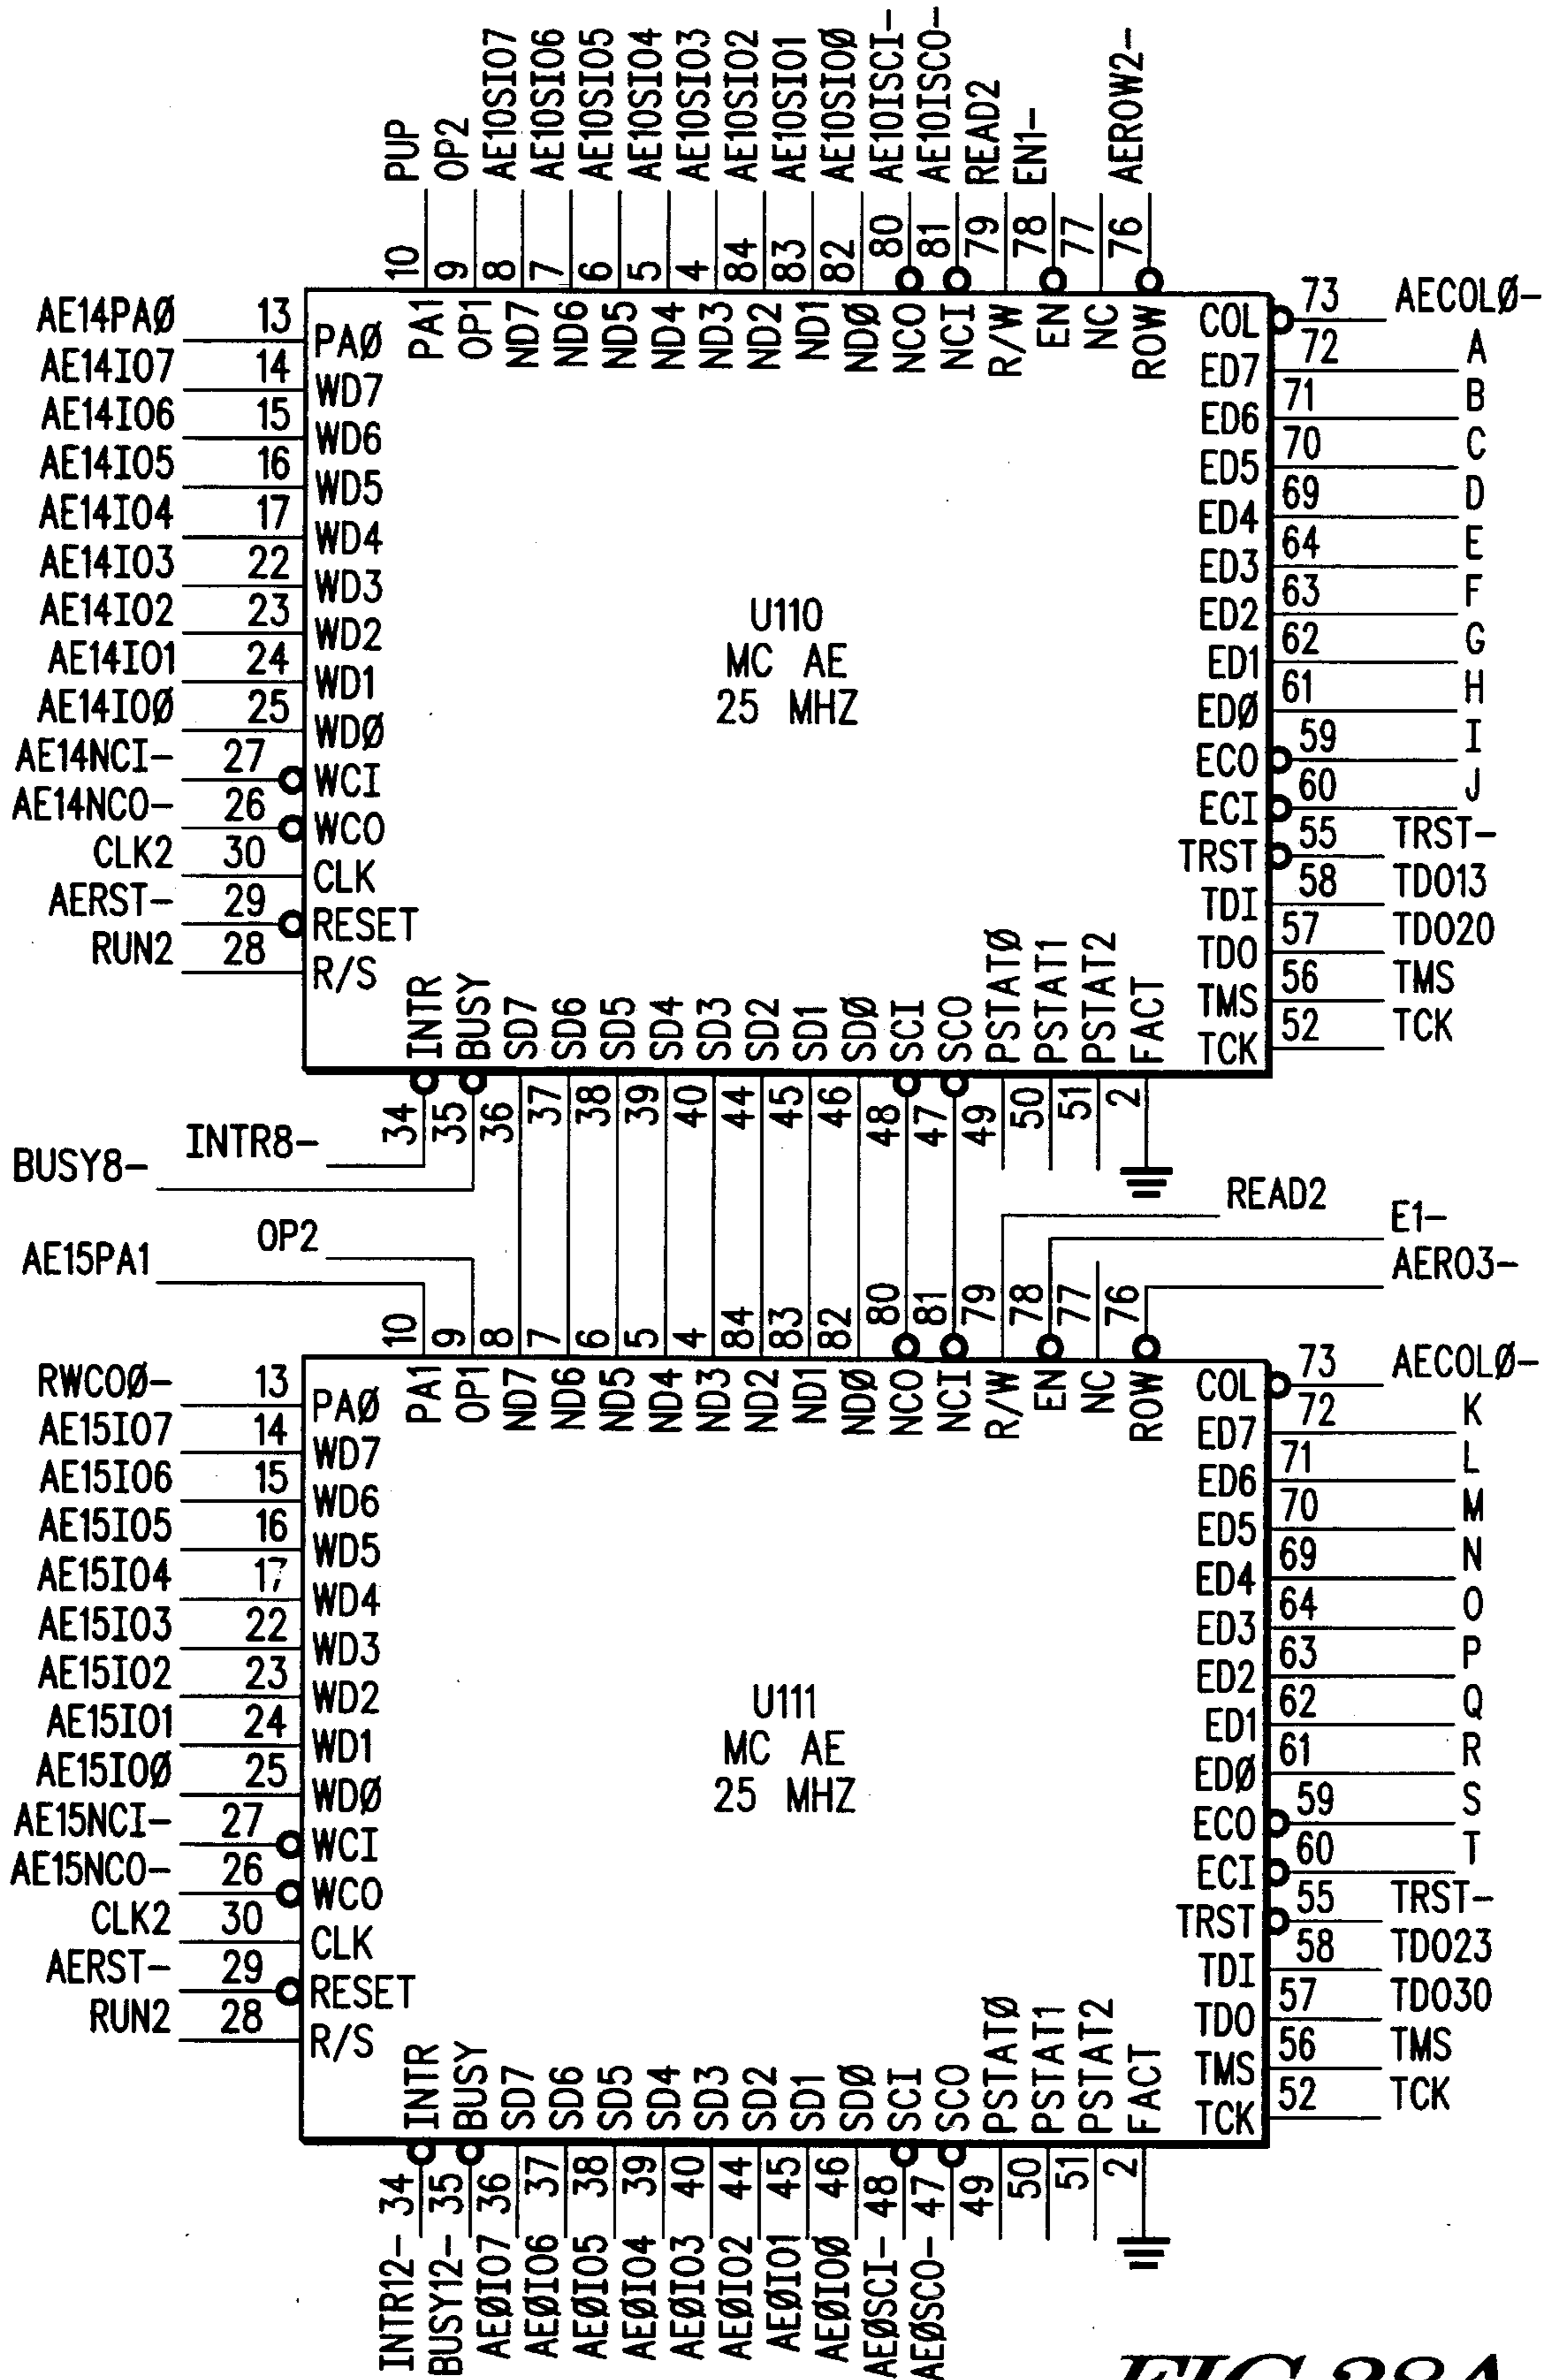 PUP
OP2
AE10SIO7
AE10SIO6
AE10SIO5
AE10SIO4
AE10SIO3
AE10SIO2
AE10SIO1
AE10SIOØ
AE10ISCI-
AE10ISCO-
READ2
EN1-
AEROW2-
10 9 8 7 6 5 4 84 83 82 80 81 79 78 77 76
PA1 OP1 ND7 ND6 ND5 ND4 ND3 ND2 ND1 NDØ NCO NCI R/W EN NC ROW
AE14PAØ 13 PAØ
AE14IO7 14 WD7
AE14IO6 15 WD6
AE14IO5 16 WD5
AE14IO4 17 WD4
AE14IO3 22 WD3
AE14IO2 23 WD2
AE14IO1 24 WD1
AE14IOØ 25 WDØ
AE14NCI- 27 WCI
AE14NCO- 26 WCO
CLK2 30 CLK
AERST- 29 RESET
RUN2 28 R/S
U110
MC AE
25 MHZ
COL 73 AECOLØ-
ED7 72 A
ED6 71 B
ED5 70 C
ED4 69 D
ED3 64 E
ED2 63 F
ED1 62 G
EDØ 61 H
ECO 59 I
ECI 60 J
TRST 55 TRST-
TDI 58 TDO13
TDO 57 TDO20
TMS 56 TMS
TCK 52 TCK
INTR BUSY SD7 SD6 SD5 SD4 SD3 SD2 SD1 SDØ SCI SCO PSTATØ PSTAT1 PSTAT2 FACT
34 35 36 37 38 39 40 44 45 46 48 47 49 50 51 2
INTR8-
BUSY8-
READ2
E1-
OP2
AE15PA1
AERO3-
10 9 8 7 6 5 4 84 83 82 80 81 79 78 77 76
PA1 OP1 ND7 ND6 ND5 ND4 ND3 ND2 ND1 NDØ NCO NCI R/W EN NC ROW
RWCOØ- 13 PAØ
AE15IO7 14 WD7
AE15IO6 15 WD6
AE15IO5 16 WD5
AE15IO4 17 WD4
AE15IO3 22 WD3
AE15IO2 23 WD2
AE15IO1 24 WD1
AE15IOØ 25 WDØ
AE15NCI- 27 WCI
AE15NCO- 26 WCO
CLK2 30 CLK
AERST- 29 RESET
RUN2 28 R/S
U111
MC AE
25 MHZ
COL 73 AECOLØ-
ED7 72 K
ED6 71 L
ED5 70 M
ED4 69 N
ED3 64 O
ED2 63 P
ED1 62 Q
EDØ 61 R
ECO 59 S
ECI 60 T
TRST 55 TRST-
TDI 58 TDO23
TDO 57 TDO30
TMS 56 TMS
TCK 52 TCK
INTR BUSY SD7 SD6 SD5 SD4 SD3 SD2 SD1 SDØ SCI SCO PSTATØ PSTAT1 PSTAT2 FACT
34 35 36 37 38 39 40 44 45 46 48 47 49 50 51 2
INTR12-
BUSY12-
AEØIO7
AEØIO6
AEØIO5
AEØIO4
AEØIO3
AEØIO2
AEØIO1
AEØIOØ
AEØSCI-
AEØSCO-
FIG.28A